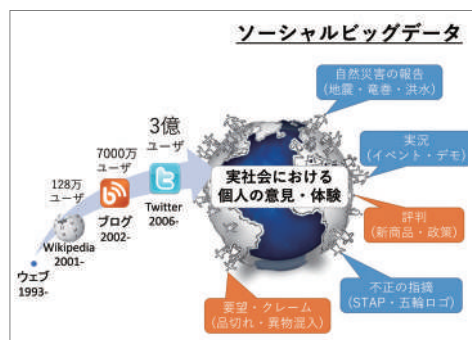 ソーシャルビッグデータ
自然災害の報告
(地震・竜巻・洪水)
3億
ユーザ
7000万
ユーザ
128万
ユーザ
実況
(イベント・デモ)
実社会における
個人の意見・体験
Twitter
2006-
ブログ
2002-
Wikipedia
2001-
ウェブ
1993-
評判
(新商品・政策)
不正の指摘
(STAP・五輪ロゴ)
要望・クレーム
(品切れ・異物混入)